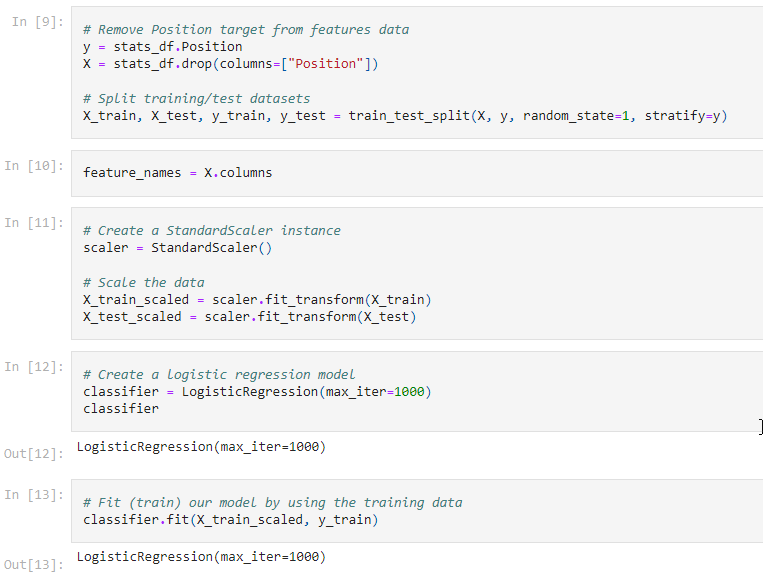 In [9]:
# Remove Position target from features data
y = stats_df.Position
X = stats_df.drop(columns=["Position"])
# Split training/test datasets
X_train, X_test, y_train, y_test = train_test_split(X, y, random_state=1, stratify=y)
In [10]:
feature_names = X.columns
In [11]:
# Create a StandardScaler instance
scaler = StandardScaler()
# Scale the data
X_train_scaled = scaler.fit_transform(X_train)
X_test_scaled = scaler.fit_transform(X_test)
In [12]:
# Create a logistic regression model
classifier = LogisticRegression(max_iter=1000)
classifier
Out[12]:
LogisticRegression(max_iter=1000)
In [13]:
# Fit (train) our model by using the training data
classifier.fit(X_train_scaled, y_train)
Out[13]:
LogisticRegression(max_iter=1000)